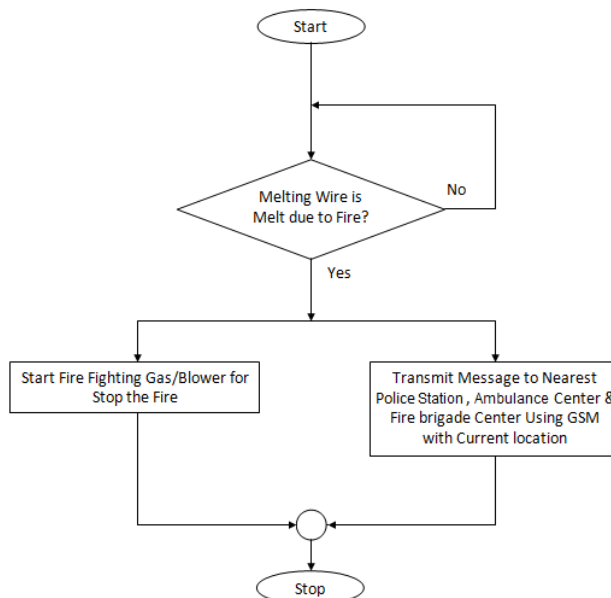 Start
Melting Wire is
Melt due to Fire?
No
Yes
Start Fire Fighting Gas/Blower for
Stop the Fire
Transmit Message to Nearest
Police Station , Ambulance Center &
Fire brigade Center Using GSM
with Current location
Stop